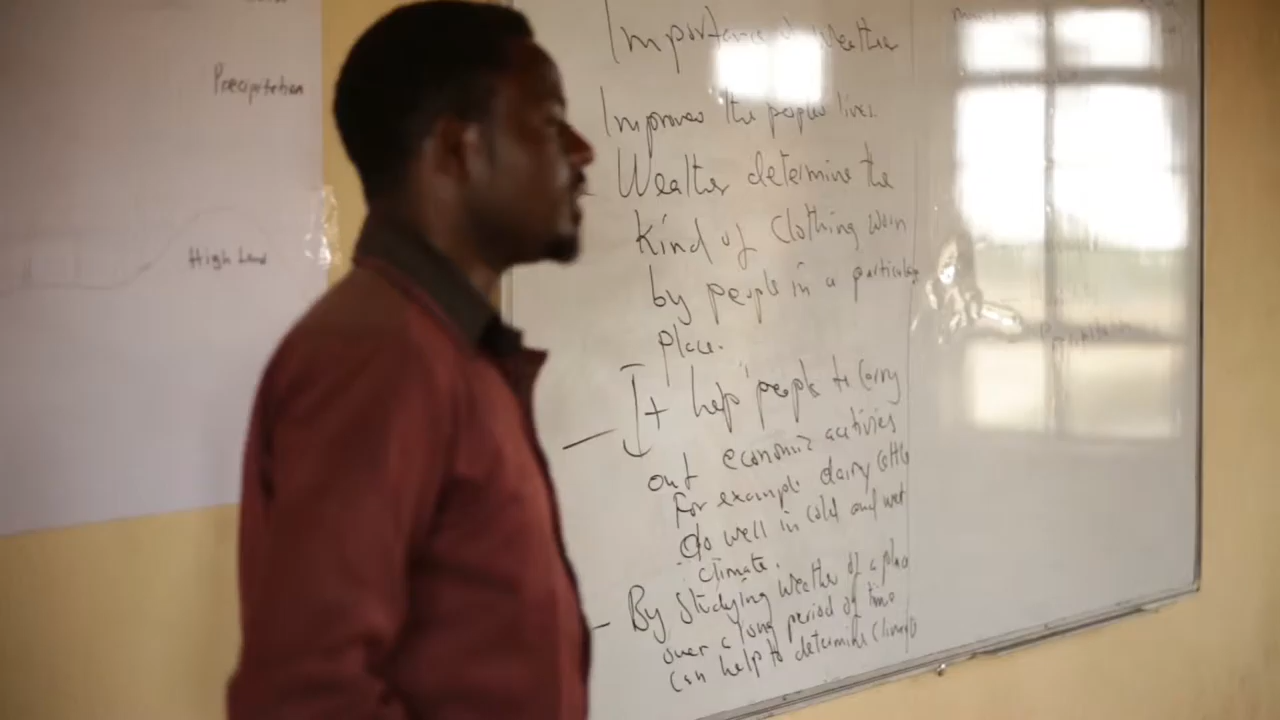 Precipitation
High Land
Importance of Weather
Improves the peoples lives.
Weather determine the
kind of clothing worn
by people in a particular
place.
– It help people to carry
out economic activies
For example dairy cattle
do well in cold and wet
climate.
– By studying weather of a place
over a long period of time
can help to determine climate